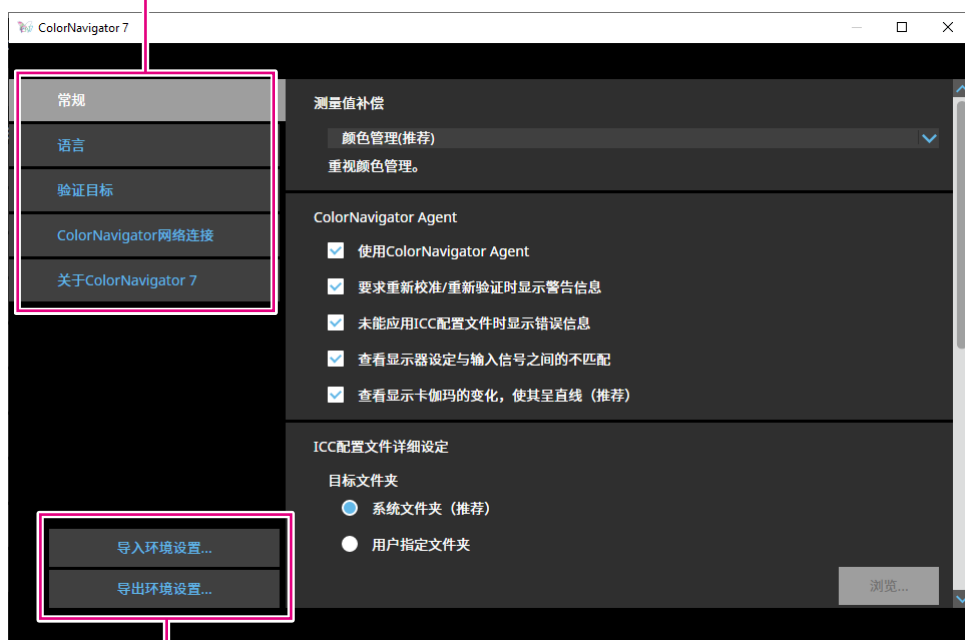 ColorNavigator 7
常规
语言
验证目标
ColorNavigator网络连接
关于ColorNavigator 7
导入环境设置...
导出环境设置...
测量值补偿
颜色管理(推荐)
重视颜色管理。
ColorNavigator Agent
使用ColorNavigator Agent
要求重新校准/重新验证时显示警告信息
未能应用ICC配置文件时显示错误信息
查看显示器设定与输入信号之间的不匹配
查看显示卡伽玛的变化，使其呈直线（推荐）
ICC配置文件详细设定
目标文件夹
系统文件夹（推荐）
用户指定文件夹
浏览...